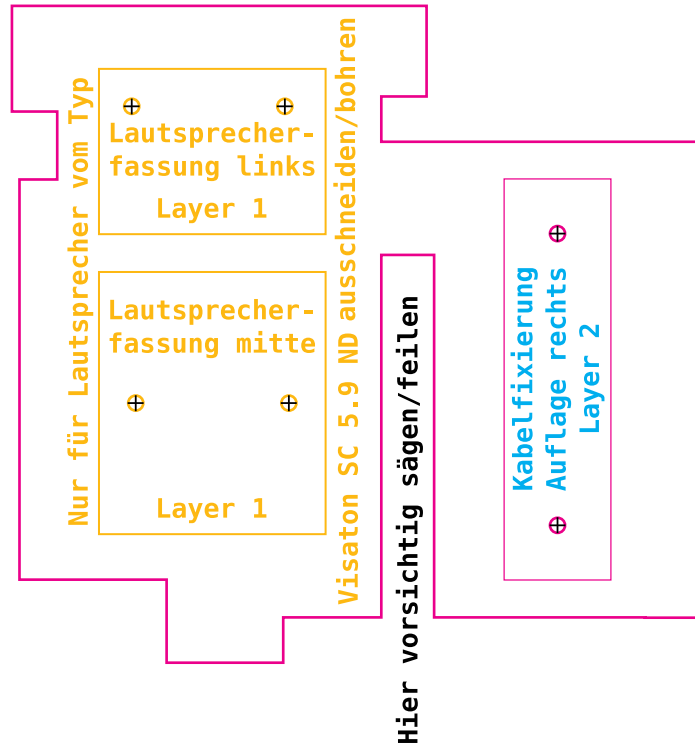 Nur für Lautsprecher vom Typ
Lautsprecher-
fassung links
Layer 1
Lautsprecher-
fassung mitte
Layer 1
Visaton SC 5.9 ND ausschneiden/bohren
Hier vorsichtig sägen/feilen
Kabelfixierung
Auflage rechts
Layer 2